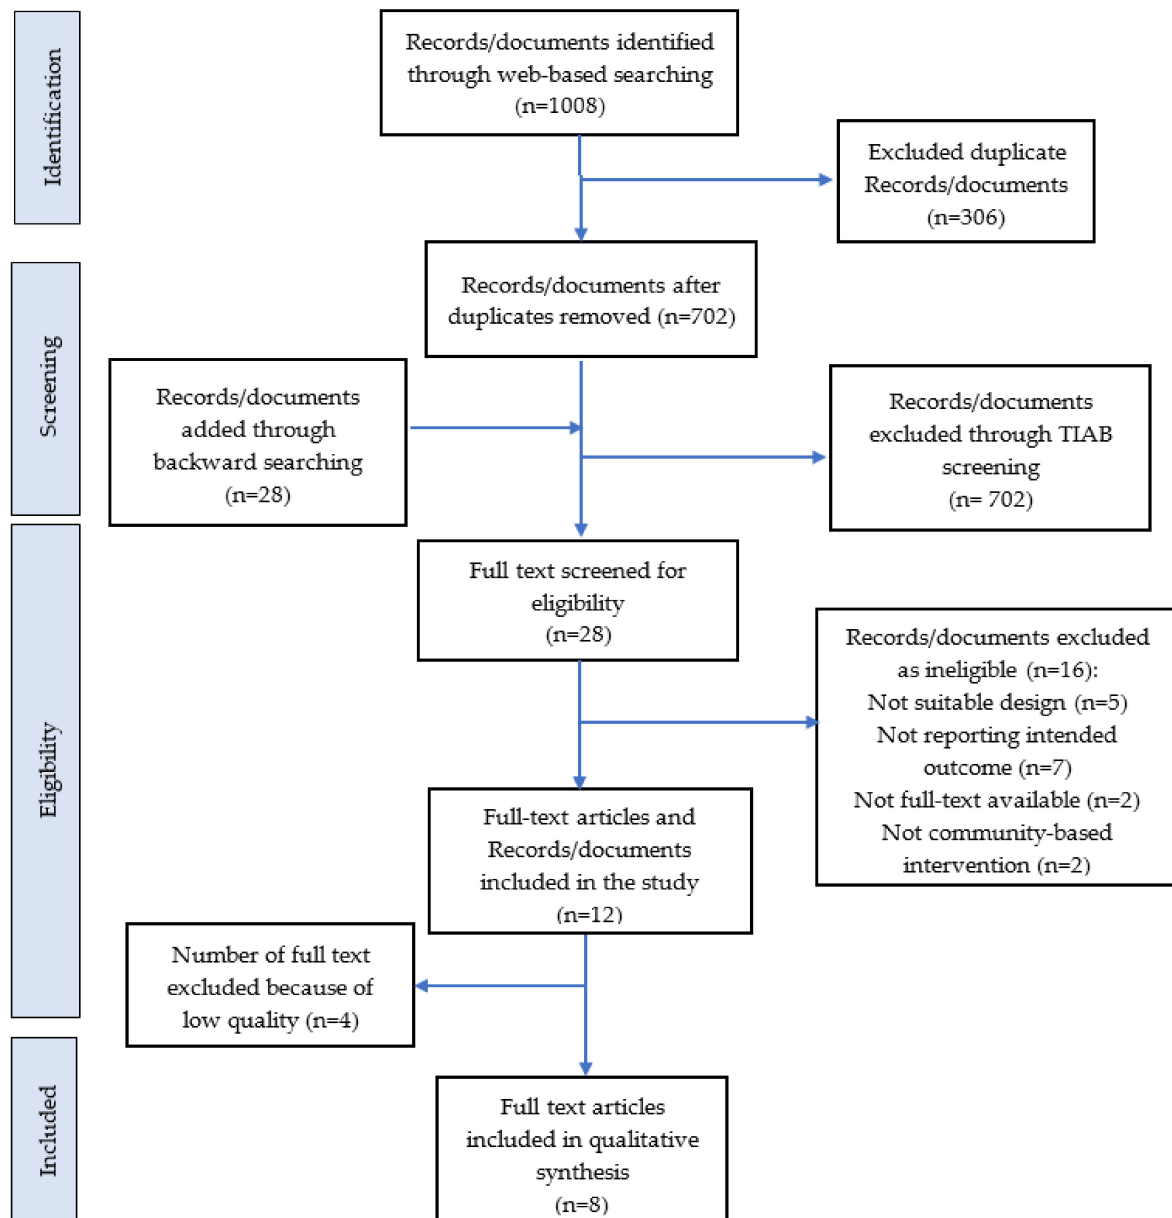 Identification
Records/documents identified
through web-based searching
(n=1008)
Excluded duplicate
Records/documents
(n=306)
Screening
Records/documents after
duplicates removed (n=702)
Records/documents
added through
backward searching
(n=28)
Records/documents
excluded through TIAB
screening
(n= 702)
Eligibility
Full text screened for
eligibility
(n=28)
Records/documents excluded
as ineligible (n=16):
Not suitable design (n=5)
Not reporting intended
outcome (n=7)
Not full-text available (n=2)
Not community-based
intervention (n=2)
Full-text articles and
Records/documents
included in the study
(n=12)
Number of full text
excluded because of
low quality (n=4)
Included
Full text articles
included in qualitative
synthesis
(n=8)